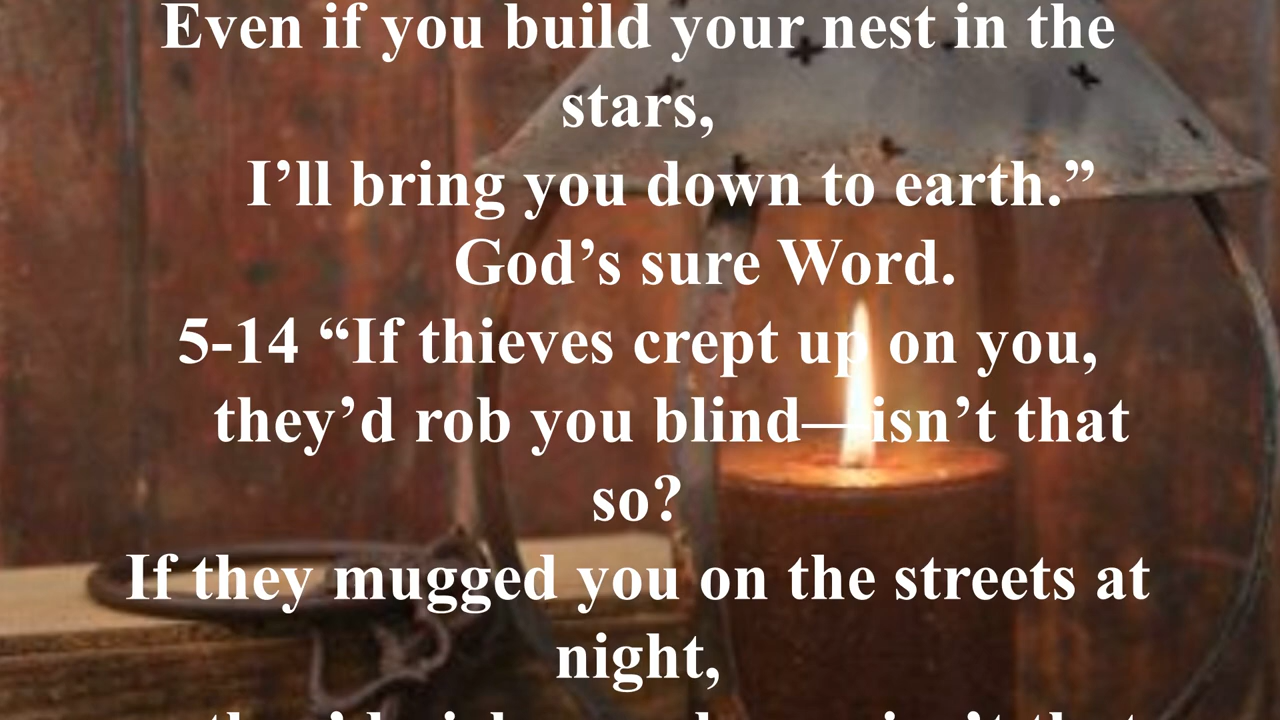 Even if you build your nest in the
stars,
I’ll bring you down to earth.”
God’s sure Word.
5-14 “If thieves crept up on you,
they’d rob you blind—isn’t that
so?
If they mugged you on the streets at
night,